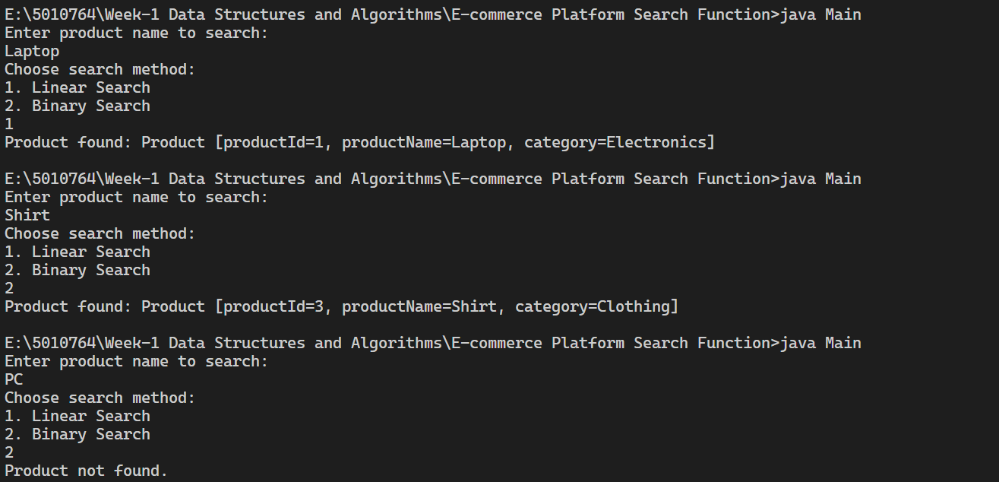 E:\5010764\Week-1 Data Structures and Algorithms\E-commerce Platform Search Function>java Main
Enter product name to search:
Laptop
Choose search method:
1. Linear Search
2. Binary Search
1
Product found: Product [productId=1, productName=Laptop, category=Electronics]
E:\5010764\Week-1 Data Structures and Algorithms\E-commerce Platform Search Function>java Main
Enter product name to search:
Shirt
Choose search method:
1. Linear Search
2. Binary Search
2
Product found: Product [productId=3, productName=Shirt, category=Clothing]
E:\5010764\Week-1 Data Structures and Algorithms\E-commerce Platform Search Function>java Main
Enter product name to search:
PC
Choose search method:
1. Linear Search
2. Binary Search
2
Product not found.